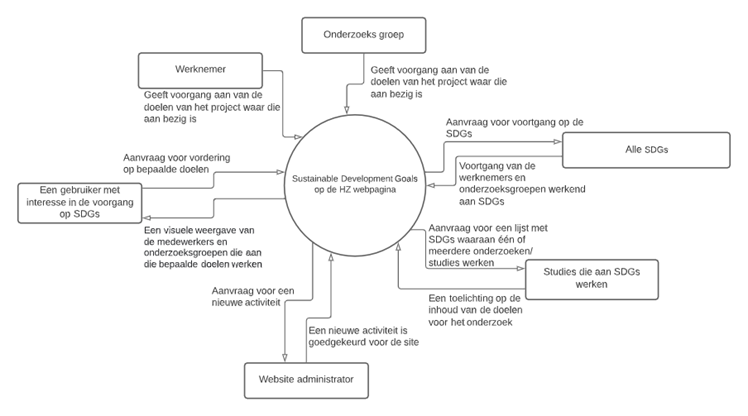 Onderzoeks groep
Werknemer
Geeft voorgang aan van de
doelen van het project waar die
aan bezig is
Geeft voorgang aan van de
doelen van het project waar die
aan bezig is
Aanvraag voor voortgang op de
SDGs
Alle SDGs
Voortgang van de
werknemers en
onderzoeksgroepen werkend
aan SDGs
Sustainable Development Goals
op de HZ webpagina
Aanvraag voor vordering
op bepaalde doelen
Een gebruiker met
interesse in de voorgang
op SDGs
Een visuele weergave van
de medewerkers en
onderzoeksgroepen die aan
die bepaalde doelen werken
Aanvraag voor een lijst met
SDGs waaraan één of
meerdere onderzoeken/
studies werken
Studies die aan SDGs
werken
Een toelichting op de
inhoud van de doelen
voor het onderzoek
Aanvraag voor een
nieuwe activiteit
Een nieuwe activiteit is
goedgekeurd voor de site
Website administrator